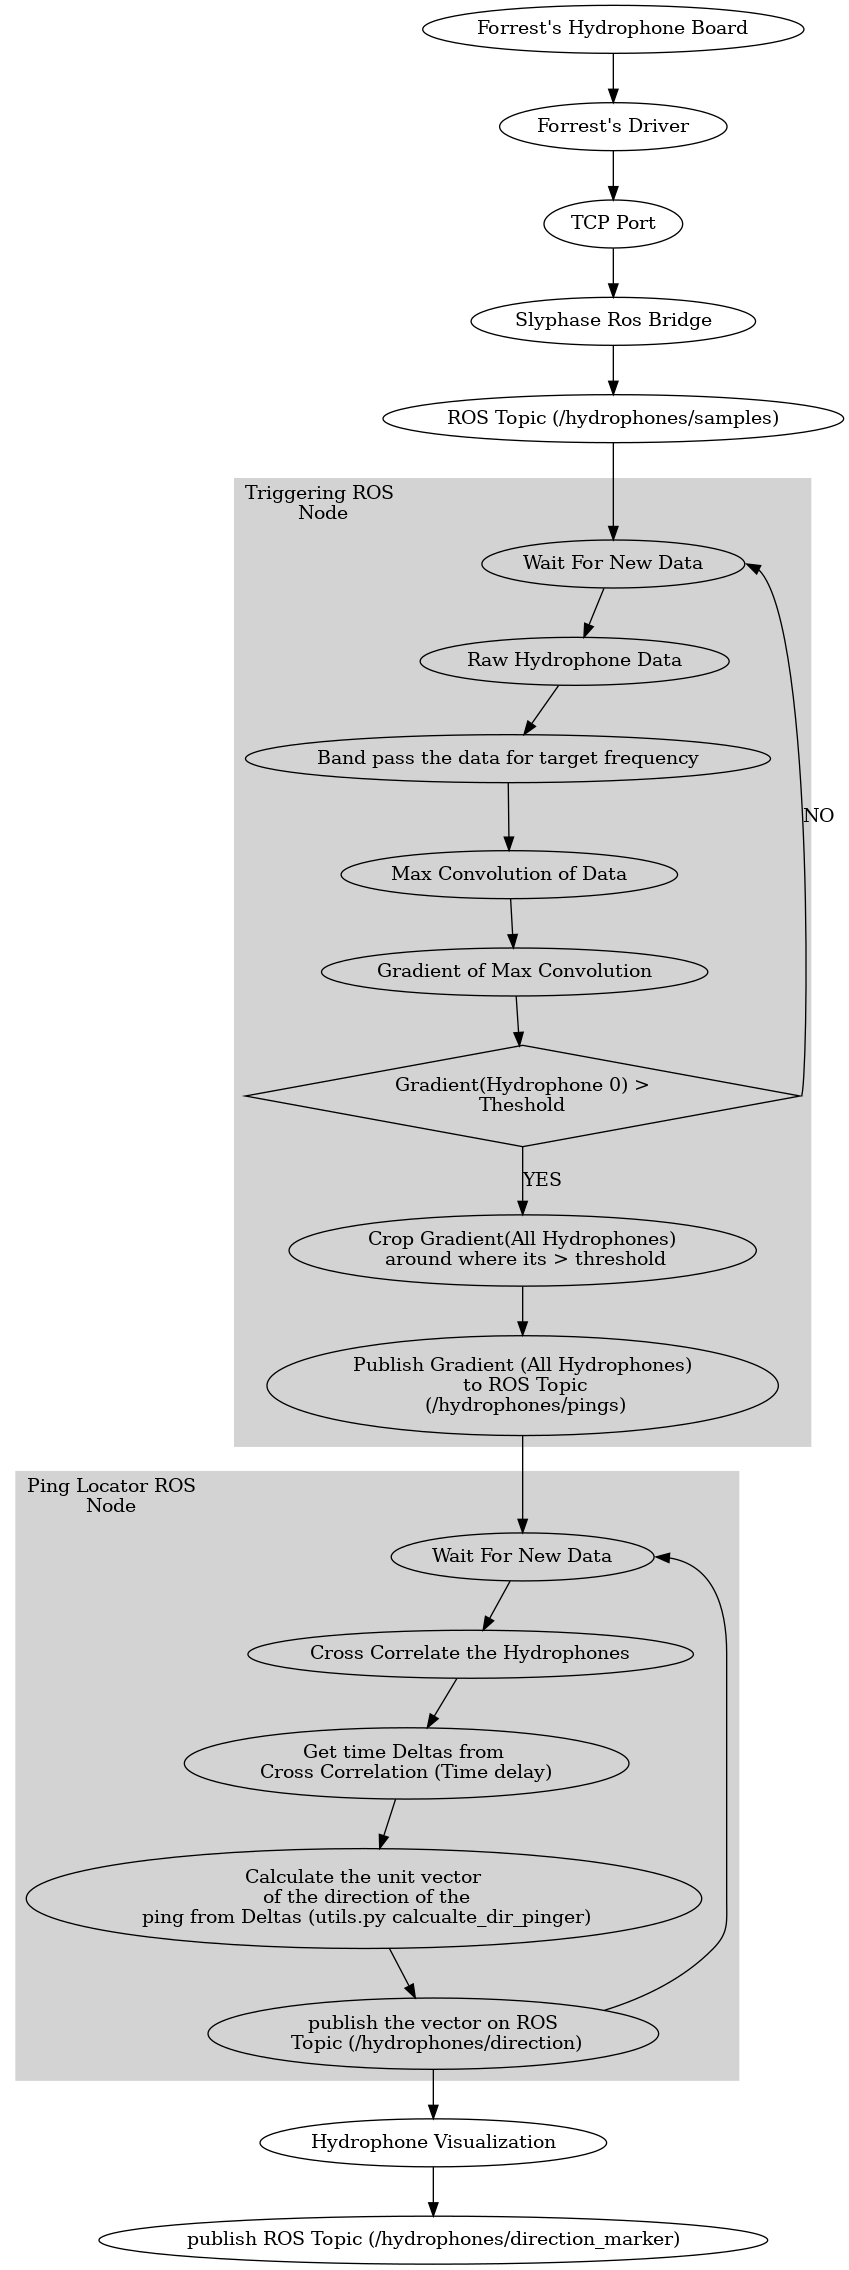 Forrest's Hydrophone Board
Forrest's Driver
TCP Port
Slyphase Ros Bridge
ROS Topic (/hydrophones/samples)
Triggering ROS
Node
Wait For New Data
Raw Hydrophone Data
Band pass the data for target frequency
NO
Max Convolution of Data
Gradient of Max Convolution
Gradient(Hydrophone 0) >
Theshold
YES
Crop Gradient(All Hydrophones)
around where its > threshold
Publish Gradient (All Hydrophones)
to ROS Topic
(/hydrophones/pings)
Ping Locator ROS
Node
Wait For New Data
Cross Correlate the Hydrophones
Get time Deltas from
Cross Correlation (Time delay)
Calculate the unit vector
of the direction of the
ping from Deltas (utils.py calcualte_dir_pinger)
publish the vector on ROS
Topic (/hydrophones/direction)
Hydrophone Visualization
publish ROS Topic (/hydrophones/direction_marker)